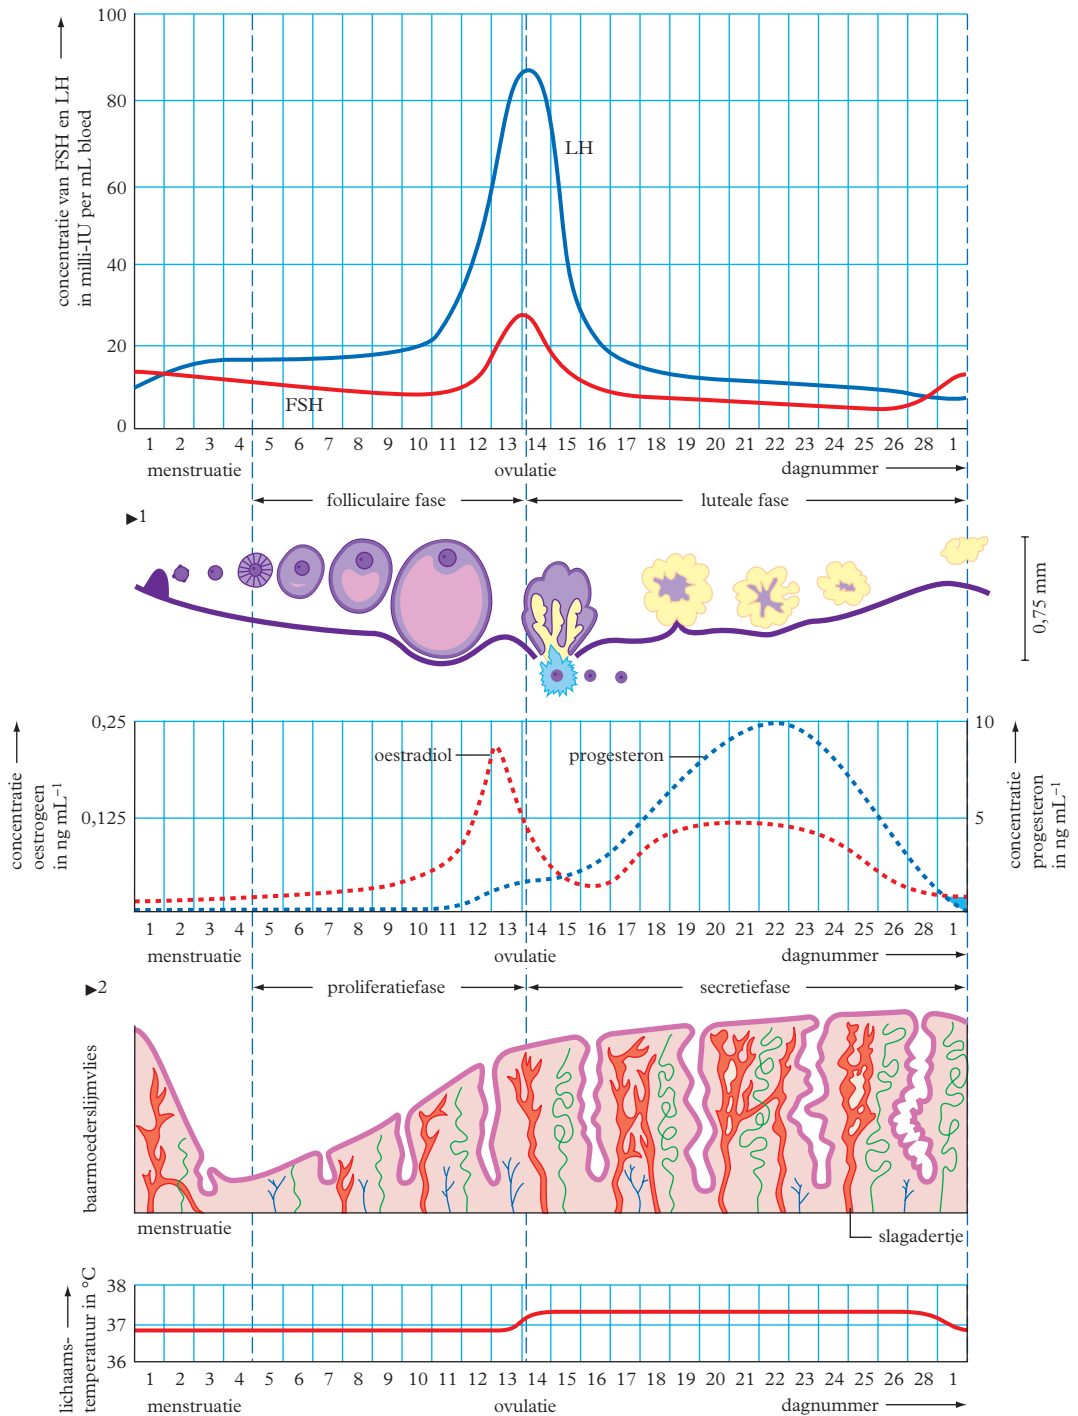 concentratie van FSH en LH
in milli-IU per mL bloed
100
80
60
40
20
0
LH
FSH
1 2 3 4 5 6 7 8 9 10 11 12 13 14 15 16 17 18 19 20 21 22 24 25 26 28 1
menstruatie ovulatie dagnummer
folliculaire fase luteale fase
▶1
0,75 mm
concentratie
oestrogeen
in ng mL⁻¹
0,25
0,125
oestradiol
progesteron
10
5
concentratie
progesteron
in ng mL⁻¹
1 2 3 4 5 6 7 8 9 10 11 12 13 14 15 16 17 18 19 20 21 22 24 25 26 28 1
menstruatie ovulatie dagnummer
▶2
proliferatiefase secretiefase
baarmoederslijmvlies
menstruatie
slagadertje
lichaams-
temperatuur in °C
38
37
36
1 2 3 4 5 6 7 8 9 10 11 12 13 14 15 16 17 18 19 20 21 22 24 25 26 28 1
menstruatie ovulatie dagnummer